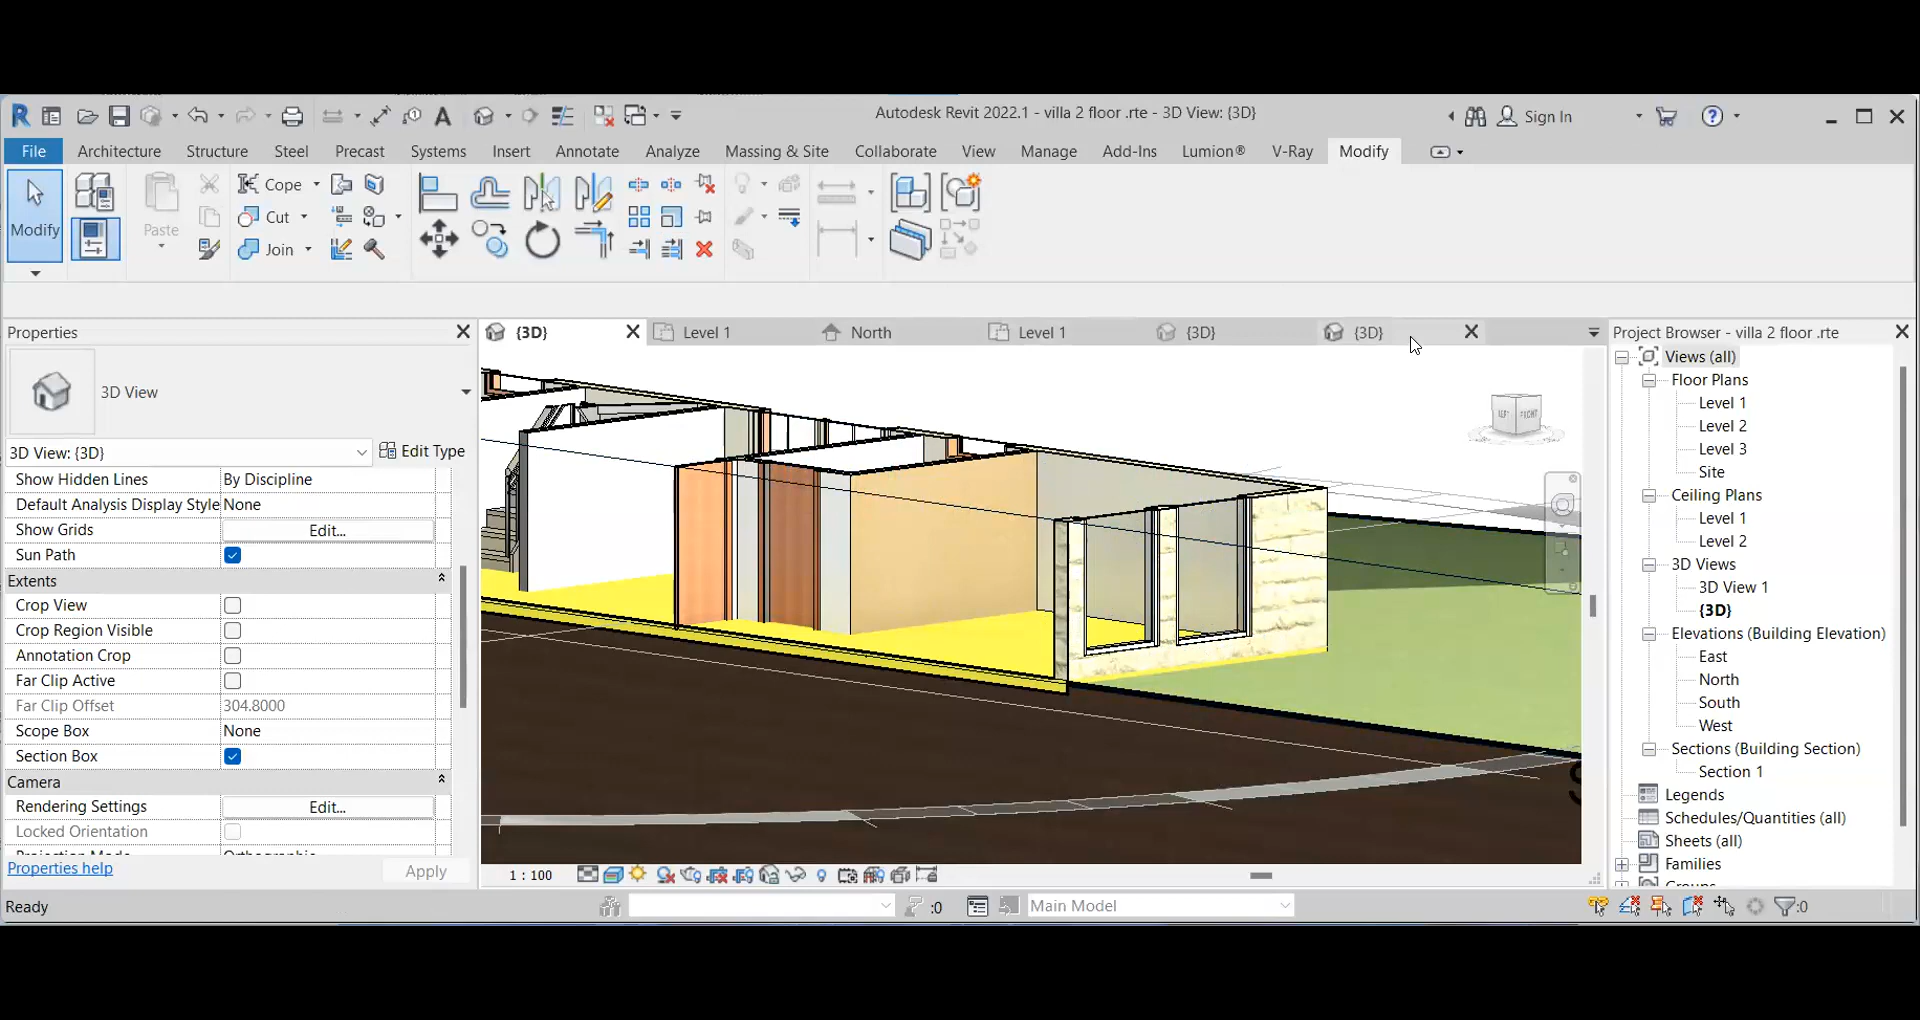 Autodesk Revit 2022.1 - villa 2 floor .rte - 3D View: {3D}
Sign In
File Architecture Structure Steel Precast Systems Insert Annotate Analyze Massing & Site Collaborate View Manage Add-Ins Lumion® V-Ray Modify
Modify
Paste
Cope
Cut
Join
Properties
{3D} Level 1 North Level 1 {3D} {3D}
Project Browser - villa 2 floor .rte
3D View
3D View: {3D} Edit Type
Show Hidden Lines By Discipline
Default Analysis Display Style None
Show Grids Edit...
Sun Path
Extents
Crop View
Crop Region Visible
Annotation Crop
Far Clip Active
Far Clip Offset 304.8000
Scope Box None
Section Box
Camera
Rendering Settings Edit...
Locked Orientation
Projection Mode Orthographic
Properties help Apply
LEFT FRONT
Views (all)
Floor Plans
Level 1
Level 2
Level 3
Site
Ceiling Plans
Level 1
Level 2
3D Views
3D View 1
{3D}
Elevations (Building Elevation)
East
North
South
West
Sections (Building Section)
Section 1
Legends
Schedules/Quantities (all)
Sheets (all)
Families
Groups
1 : 100
Ready :0 Main Model :0